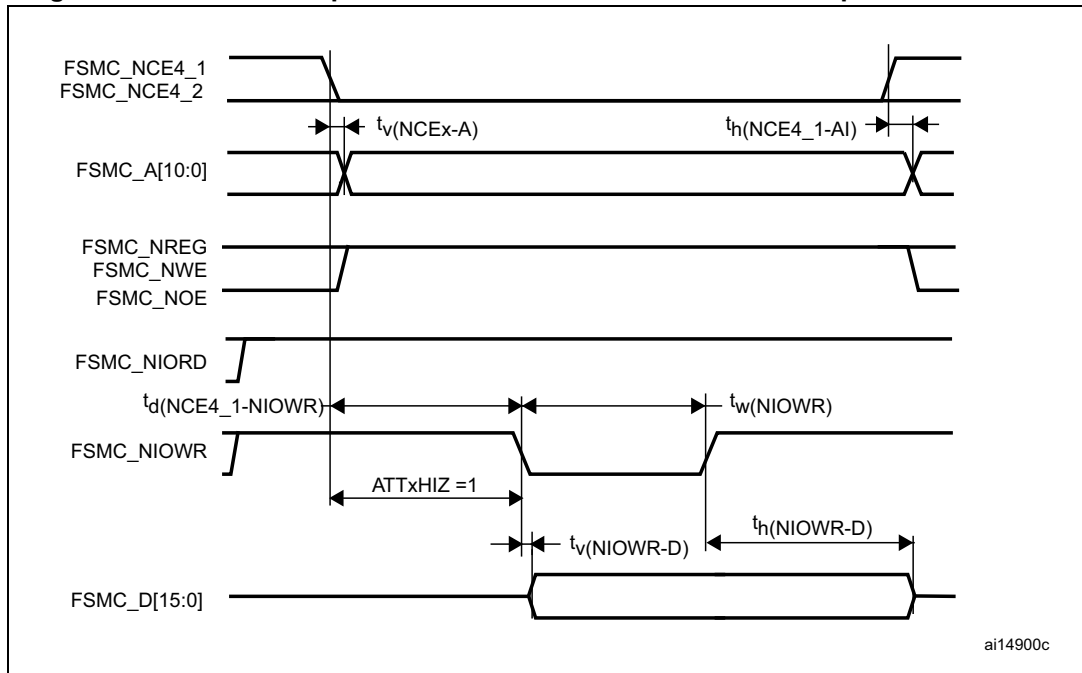 FSMC_NCE4_1
FSMC_NCE4_2
tv(NCEx-A)
th(NCE4_1-AI)
FSMC_A[10:0]
FSMC_NREG
FSMC_NWE
FSMC_NOE
FSMC_NIORD
td(NCE4_1-NIOWR)
tw(NIOWR)
FSMC_NIOWR
ATTxHIZ =1
th(NIOWR-D)
tv(NIOWR-D)
FSMC_D[15:0]
ai14900c